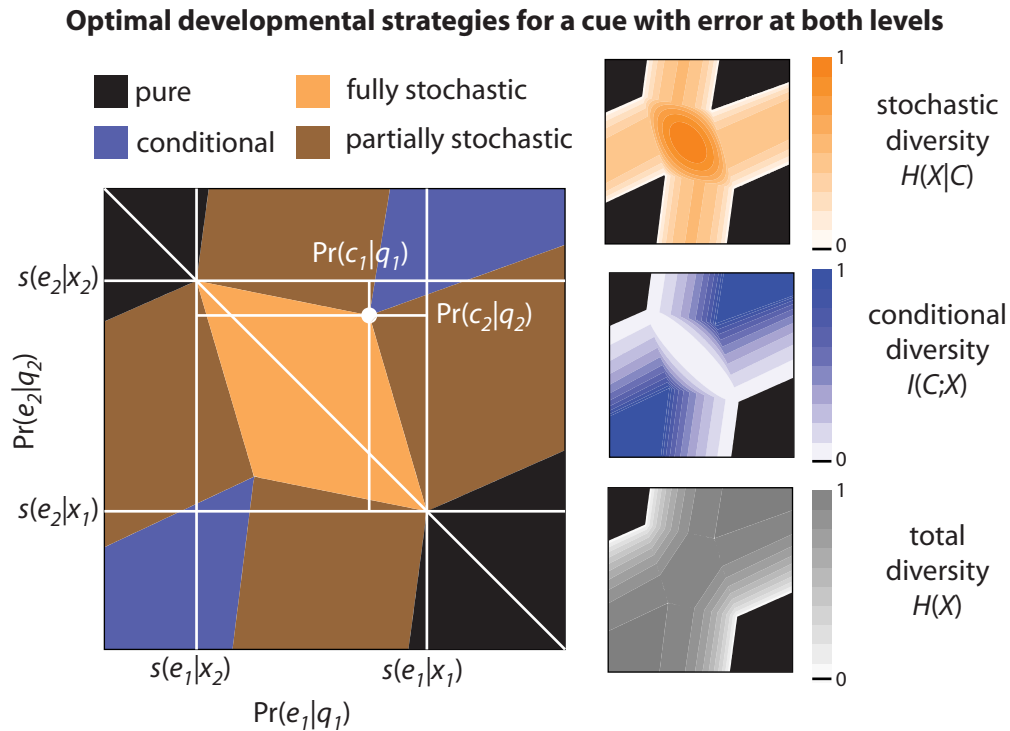 Optimal developmental strategies for a cue with error at both levels
pure
fully stochastic
conditional
partially stochastic
s(e₂|x₂)
Pr(e₂|q₂)
s(e₂|x₁)
Pr(c₁|q₁)
Pr(c₂|q₂)
s(e₁|x₂)
s(e₁|x₁)
Pr(e₁|q₁)
1
0
stochastic
diversity
H(X|C)
1
0
conditional
diversity
I(C;X)
1
0
total
diversity
H(X)